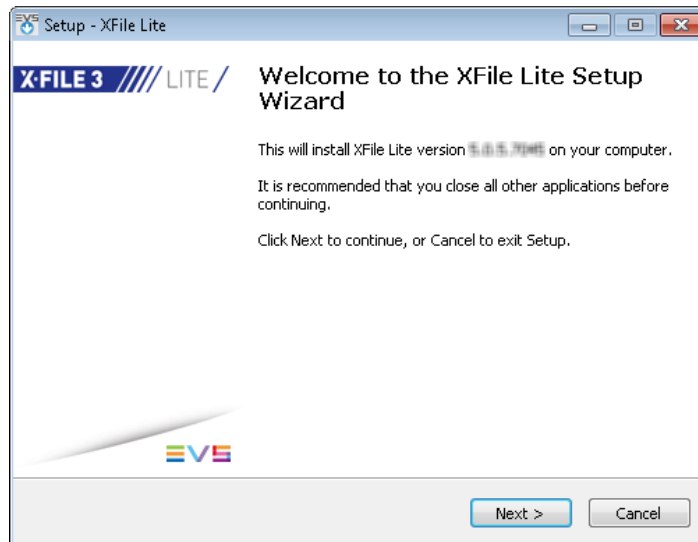 EVS
Setup - XFile Lite
X•FILE 3 //// LITE /
Welcome to the XFile Lite Setup
Wizard
This will install XFile Lite version on your computer.
It is recommended that you close all other applications before
continuing.
Click Next to continue, or Cancel to exit Setup.
EVS
Next >
Cancel